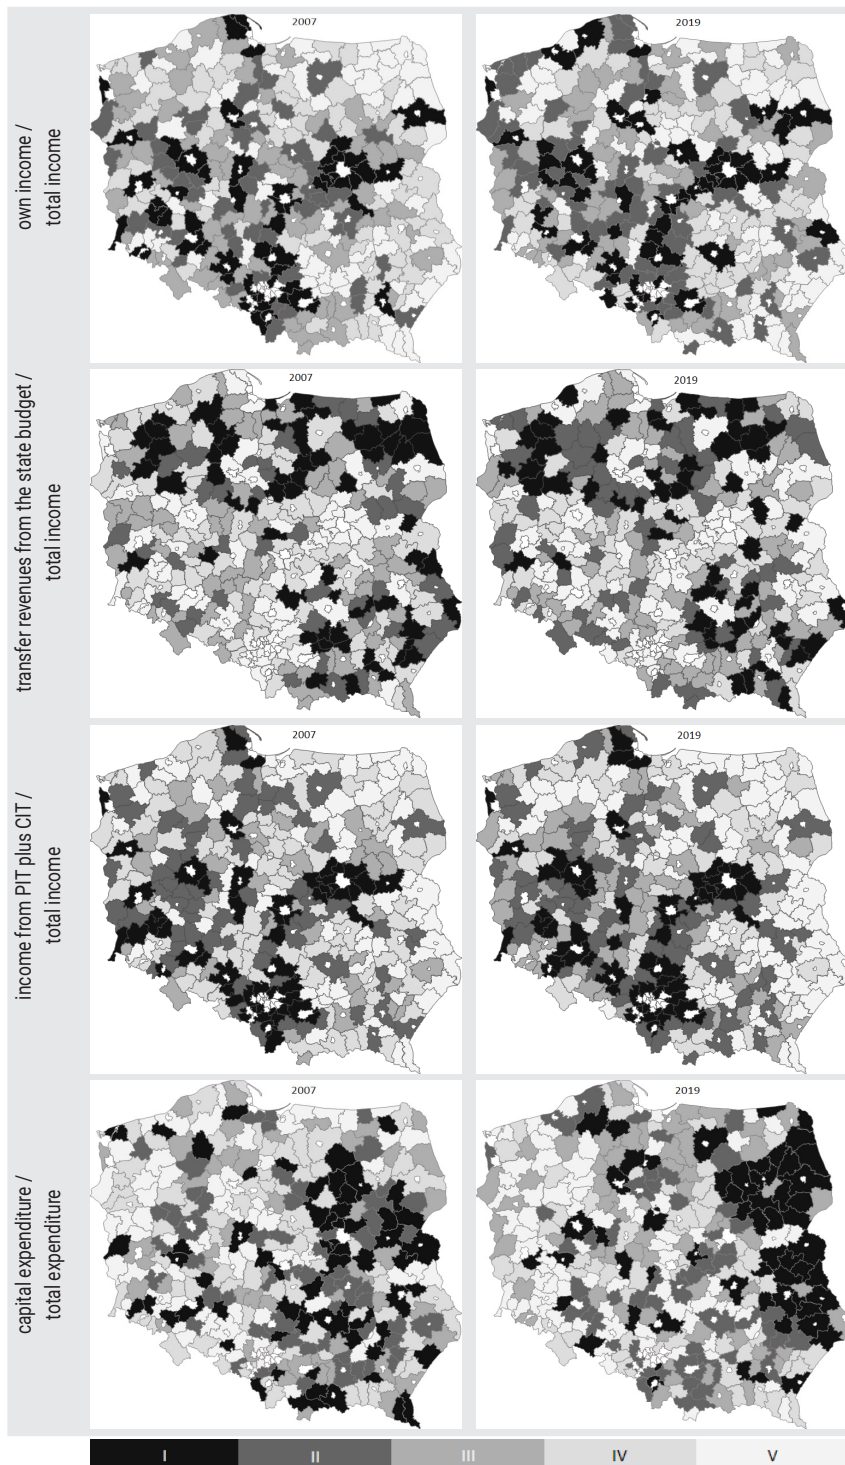 2007
2019
own income /
total income
2007
2019
transfer revenues from the state budget /
total income
2007
2019
income from PIT plus CIT /
total income
2007
2019
capital expenditure /
total expenditure
I II III IV V